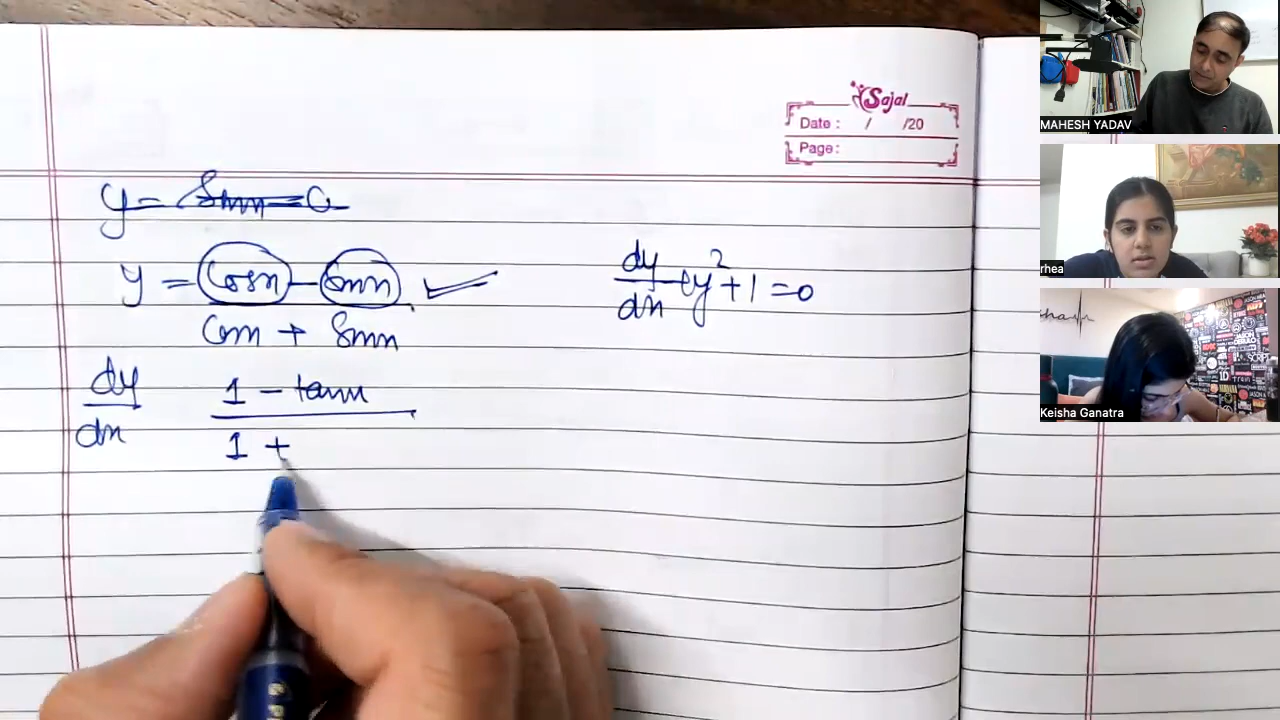 Sajal
Date : / /20
Page:
y = cosx - sinx
cosx + sinx
dy/dx + y² + 1 = 0
dy 1 - tanx
dx 1 +
MAHESH YADAV
rhea
Keisha Ganatra